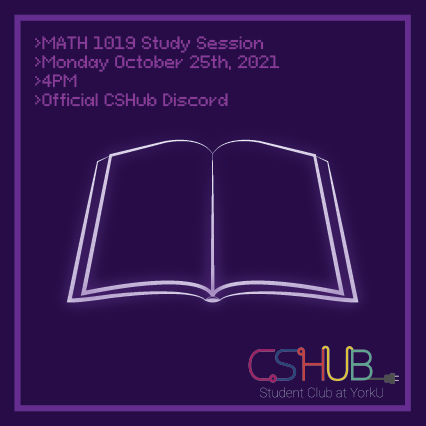 >MATH 1019 Study Session
>Monday October 25th, 2021
>4PM
>Official CSHub Discord
CSHUB
Student Club at YorkU